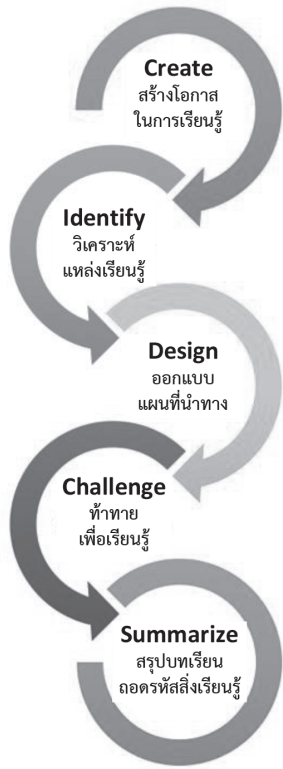 Create
สร้างโอกาส
ในการเรียนรู้
Identify
วิเคราะห์
แหล่งเรียนรู้
Design
ออกแบบ
แผนที่นำทาง
Challenge
ท้าทาย
เพื่อเรียนรู้
Summarize
สรุปบทเรียน
ถอดรหัสสิ่งเรียนรู้